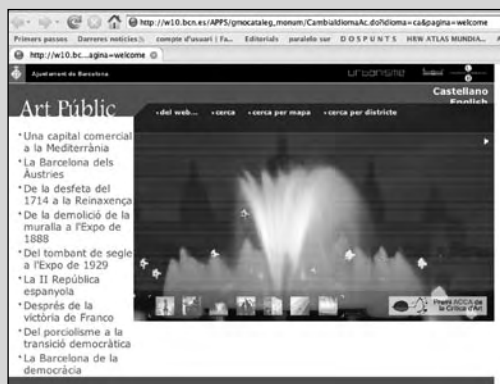 http://w10.bcn.es/APPS/gmocataleg_monum/CambiaIdiomaAc.do?idioma=ca&pagina=welcome
Primers passos Darreres notícies compte d'usuari | Fa... Editorials paralelo sur D O S P U N T S NEW ATLAS MUNDIA...
http://w10.bc...agina=welcome
Ajuntament de Barcelona urbanisme
Castellano
English
Art Públic
del web... cerca cerca per mapa cerca per districte
Una capital comercial
a la Mediterrània
La Barcelona dels
Àustries
De la desfeta del
1714 a la Reinaxença
De la demolició de la
muralla a l'Expo de
1888
Del tombant de segle
a l'Expo de 1929
La II República
espanyola
Després de la
victòria de Franco
Del porciolisme a la
transició democràtica
La Barcelona de la
democràcia
Premi ACCA de
la Crítica d'Art